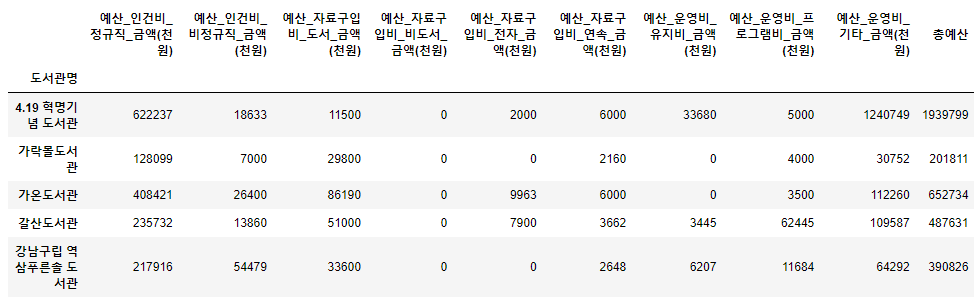 예산_인건비_정규직_금액(천원) 예산_인건비_비정규직_금액(천원) 예산_자료구입비_도서_금액(천원) 예산_자료구입비_비도서_금액(천원) 예산_자료구입비_전자_금액(천원) 예산_자료구입비_연속_금액(천원) 예산_운영비_유지비_금액(천원) 예산_운영비_프로그램비_금액(천원) 예산_운영비_기타_금액(천원) 총예산
도서관명
4.19 혁명기념 도서관 622237 18633 11500 0 2000 6000 33680 5000 1240749 1939799
가락몰도서관 128099 7000 29800 0 0 2160 0 4000 30752 201811
가온도서관 408421 26400 86190 0 9963 6000 0 3500 112260 652734
갈산도서관 235732 13860 51000 0 7900 3662 3445 62445 109587 487631
강남구립 역삼푸른솔 도서관 217916 54479 33600 0 0 2648 6207 11684 64292 390826